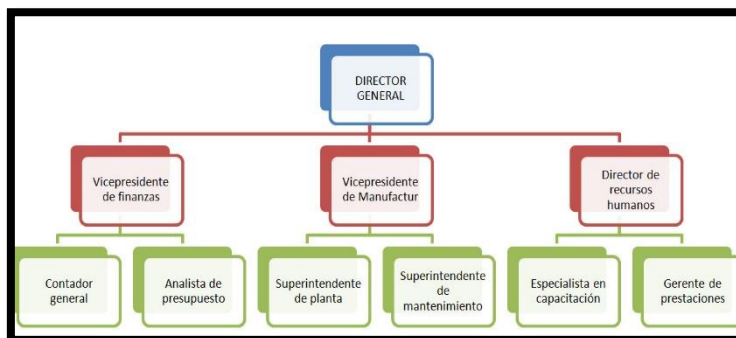 DIRECTOR
GENERAL
Vicepresidente
de finanzas
Vicepresidente
de Manufactur
Director de
recursos
humanos
Contador
general
Analista de
presupuesto
Superintendente
de planta
Superintendente
de
mantenimiento
Especialista en
capacitación
Gerente de
prestaciones